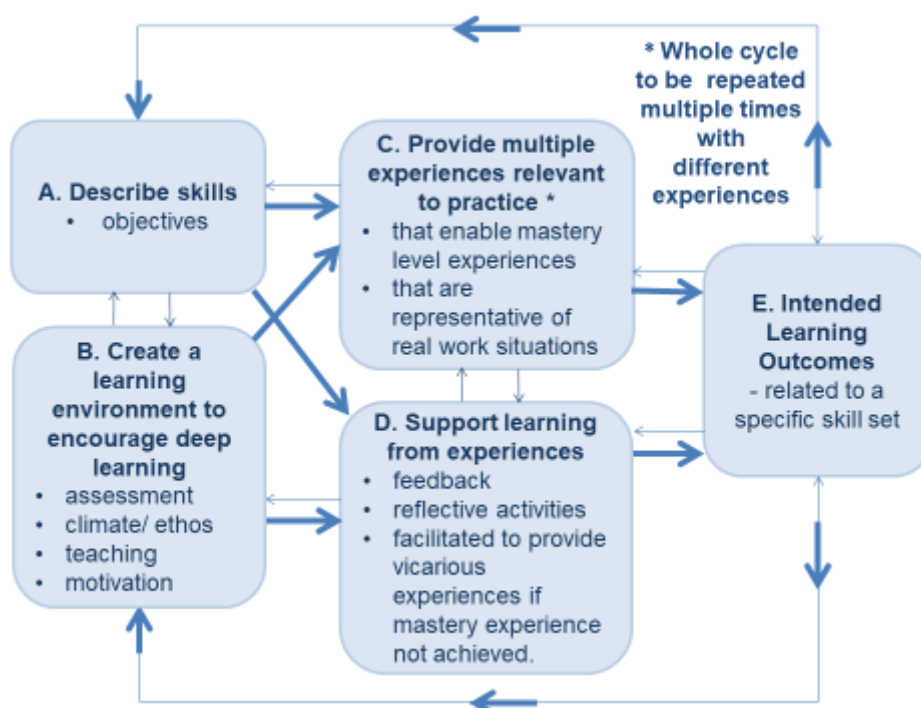 * Whole cycle
to be repeated
multiple times
with
different
experiences
A. Describe skills
• objectives
C. Provide multiple
experiences relevant
to practice *
• that enable mastery
level experiences
• that are
representative of
real work situations
B. Create a
learning
environment to
encourage deep
learning
• assessment
• climate/ ethos
• teaching
• motivation
D. Support learning
from experiences
• feedback
• reflective activities
• facilitated to provide
vicarious
experiences if
mastery experience
not achieved.
E. Intended
Learning
Outcomes
- related to a
specific skill set